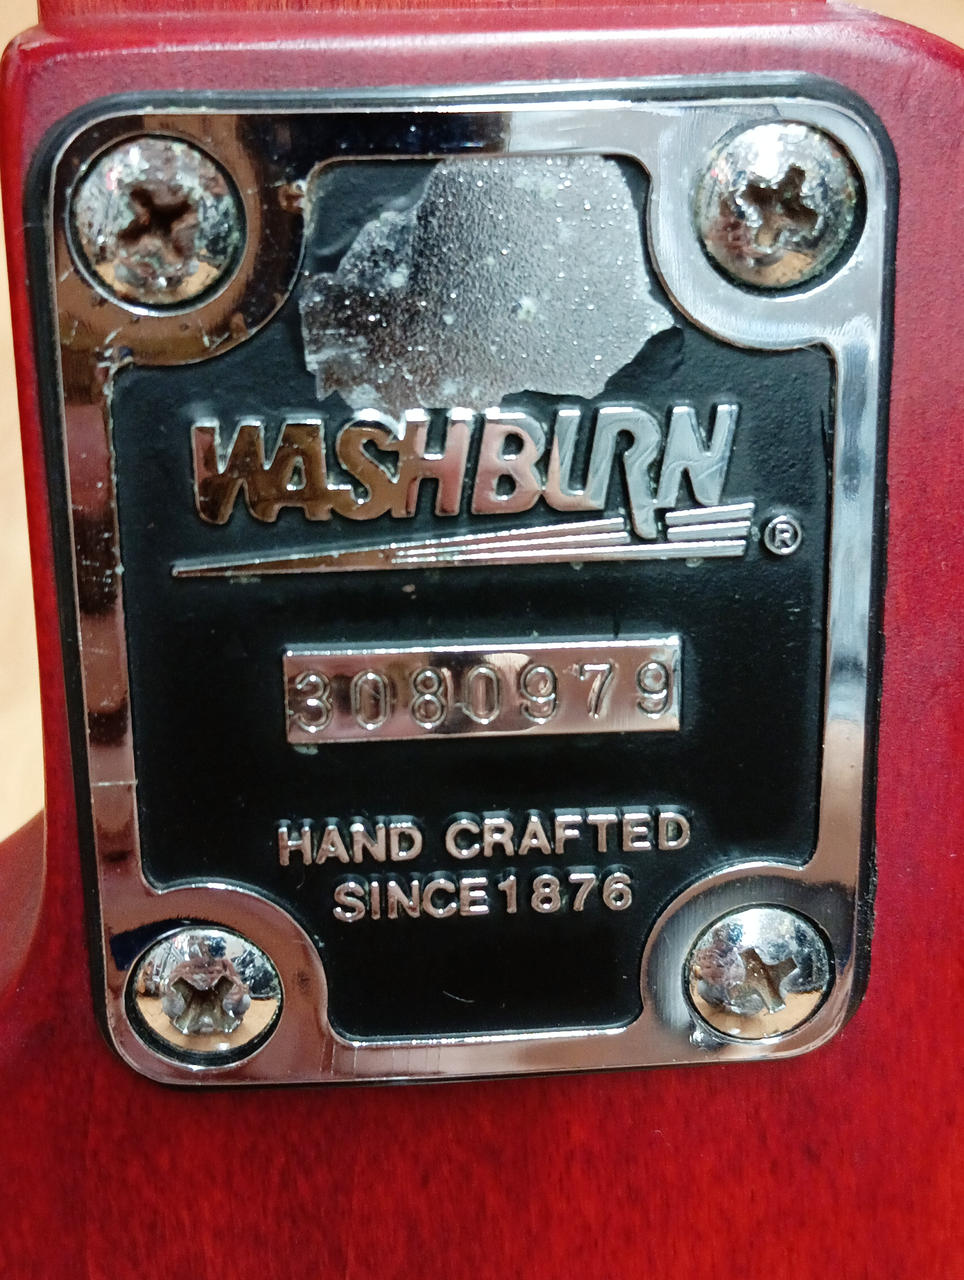 WASHBURN®
3080979
HAND CRAFTED
SINCE 1876